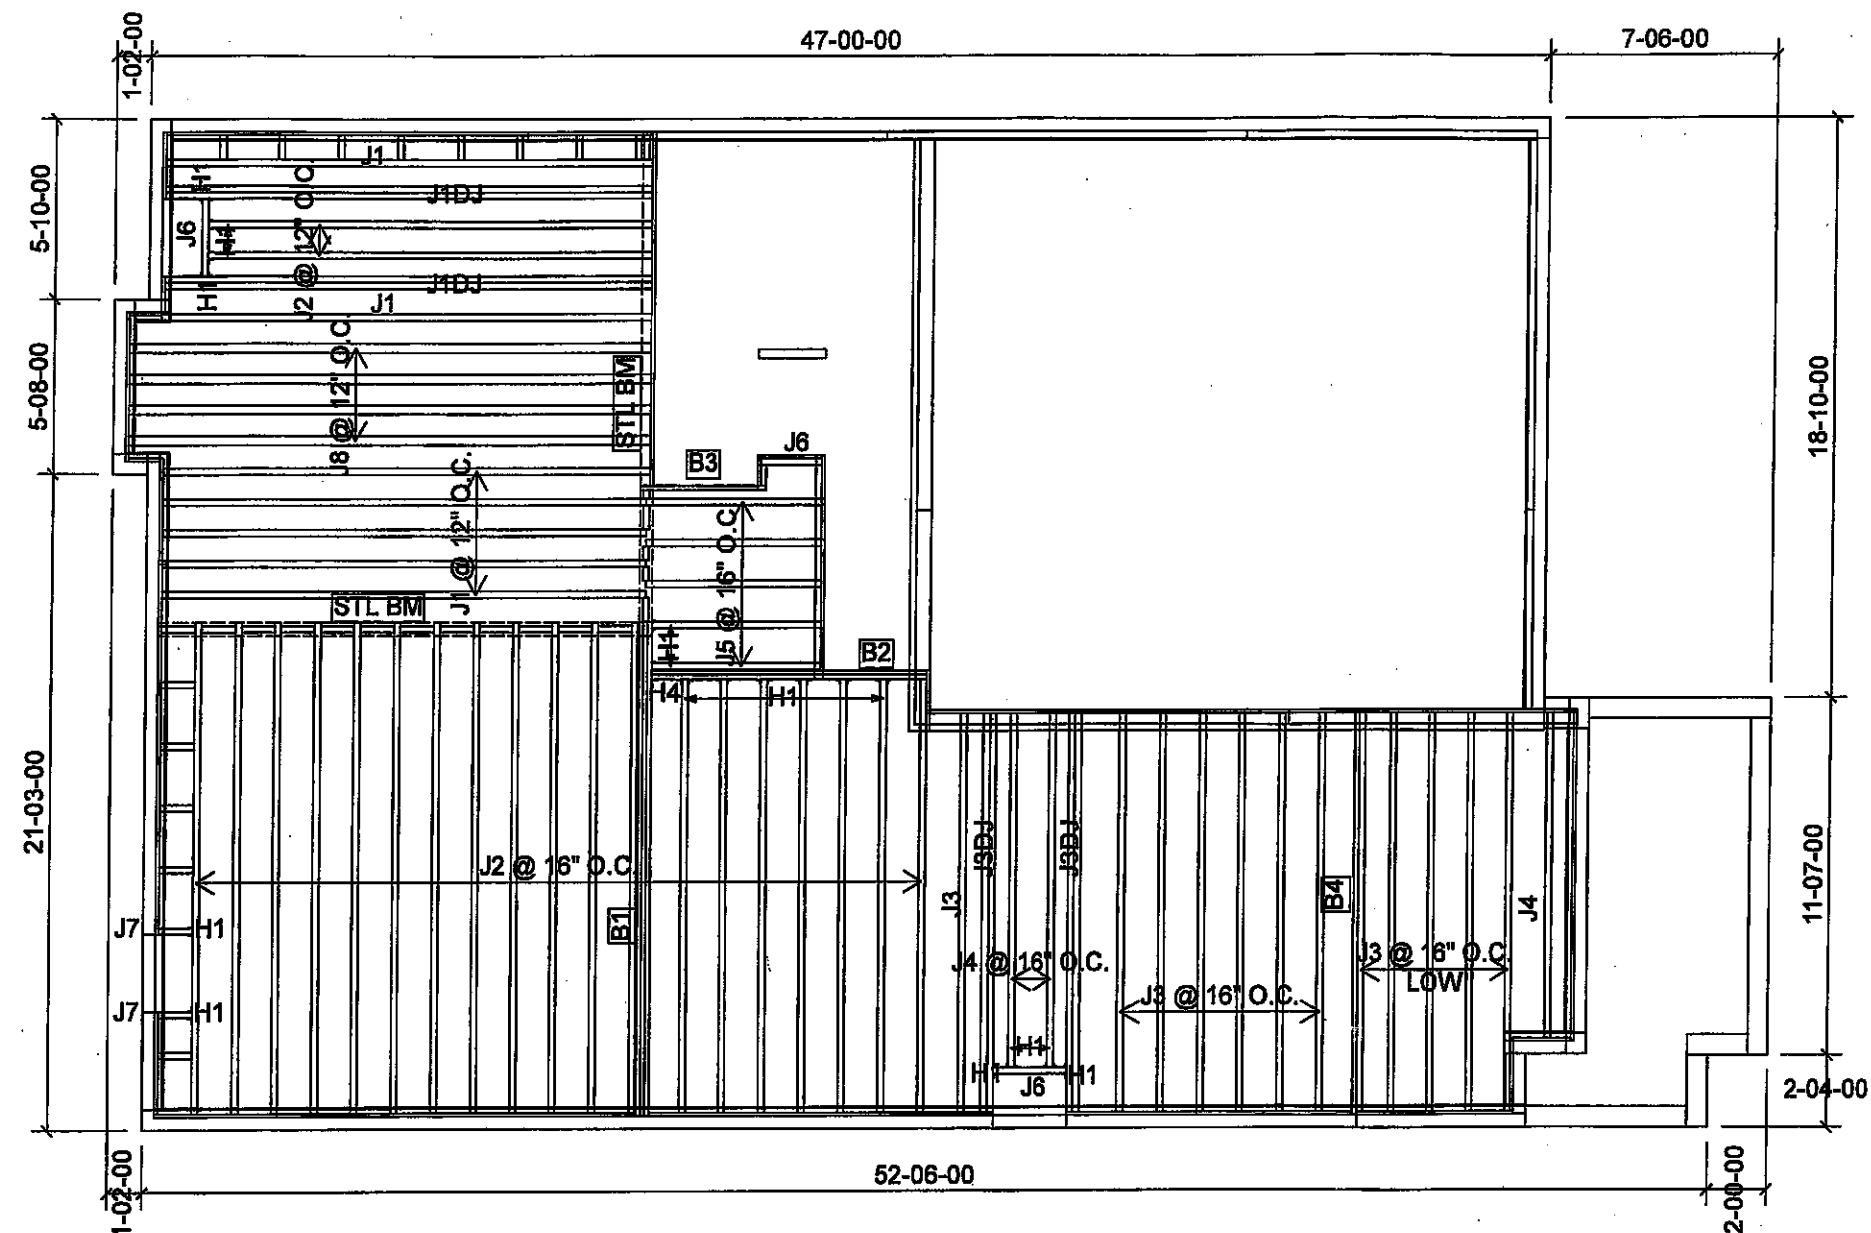 47-00-00
7-06-00
1-02-00
5-10-00
5-08-00
21-03-00
18-10-00
11-07-00
2-04-00
J1
H1
J1DJ
J2 @ 12" O.C.
J6
H1
J1DJ
H1
J1
J8 @ 12" O.C.
STL BM
J6
B3
J1 @ 12" O.C.
J5 @ 16" O.C.
STL BM
H1
B2
H4
H1
J2 @ 16" O.C.
B1
J3DJ
J3DJ
J3
B4
J4
J7
H1
J4 @ 16" O.C.
J3 @ 16" O.C.
LOW
J3 @ 16" O.C.
J7
H1
H1
H1
J6
H1
52-06-00
1-02-00
2-00-00